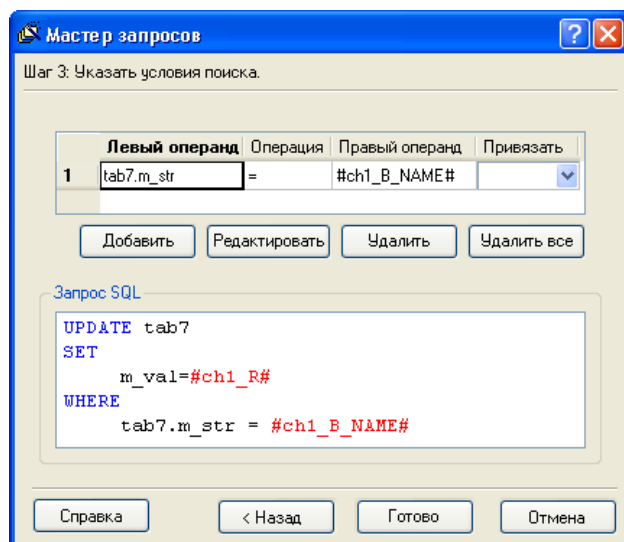 Мастер запросов
Шаг 3: Указать условия поиска.
Левый операнд Операция Правый операнд Привязать
1 tab7.m_str = #ch1_B_NAME#
Добавить Редактировать Удалить Удалить все
Запрос SQL
UPDATE tab7
SET
m_val=#ch1_R#
WHERE
tab7.m_str = #ch1_B_NAME#
Справка < Назад Готово Отмена